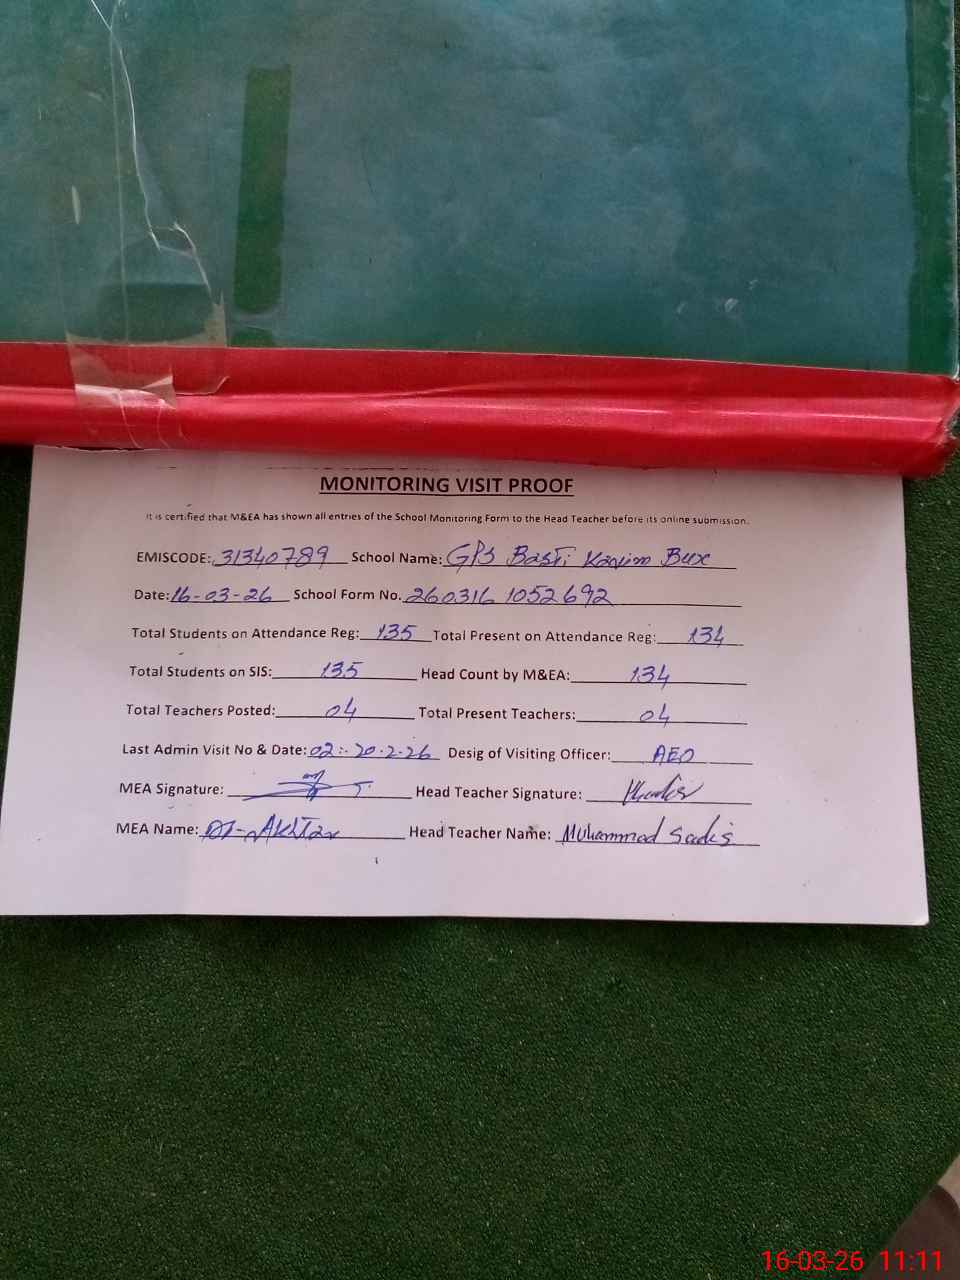 MONITORING VISIT PROOF
It is certified that M&EA has shown all entries of the School Monitoring Form to the Head Teacher before its online submission.
EMISCODE: 31340789 School Name: GPS Basti Karim Bux
Date: 16-03-26 School Form No. 260316 1052692
Total Students on Attendance Reg: 135 Total Present on Attendance Reg: 134
Total Students on SIS: 135 Head Count by M&EA: 134
Total Teachers Posted: 04 Total Present Teachers: 04
Last Admin Visit No & Date: 02:- 20-2-26 Desig of Visiting Officer: AEO
MEA Signature: Head Teacher Signature:
MEA Name: Akhtar Head Teacher Name: Muhammad Sadiq
16-03-26 11:11